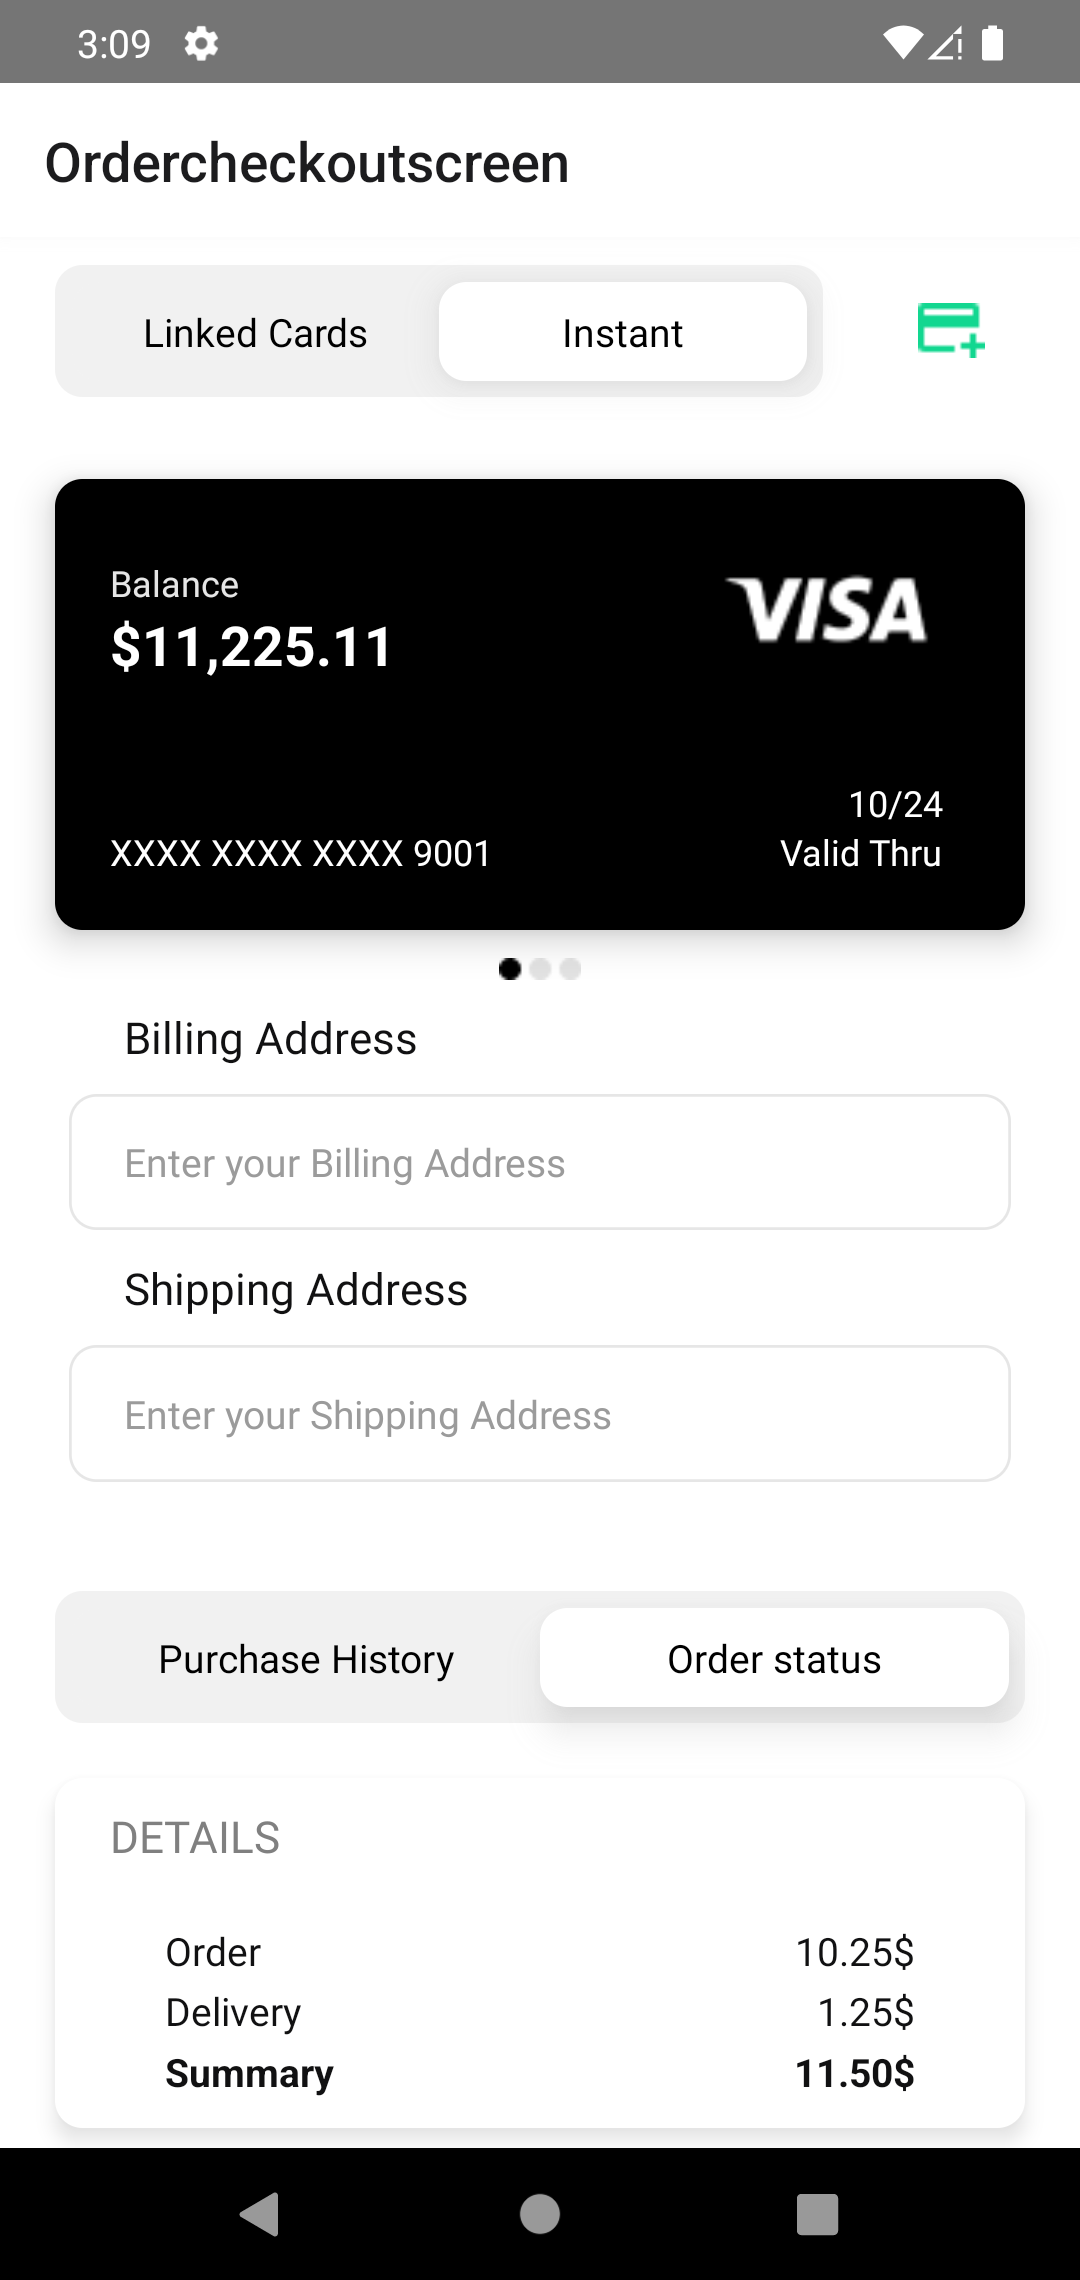 3:09
Ordercheckoutscreen
Linked Cards Instant
Balance
VISA
$11,225.11
10/24
XXXX XXXX XXXX 9001 Valid Thru
Billing Address
Enter your Billing Address
Shipping Address
Enter your Shipping Address
Purchase History Order status
DETAILS
Order 10.25$
Delivery 1.25$
Summary 11.50$